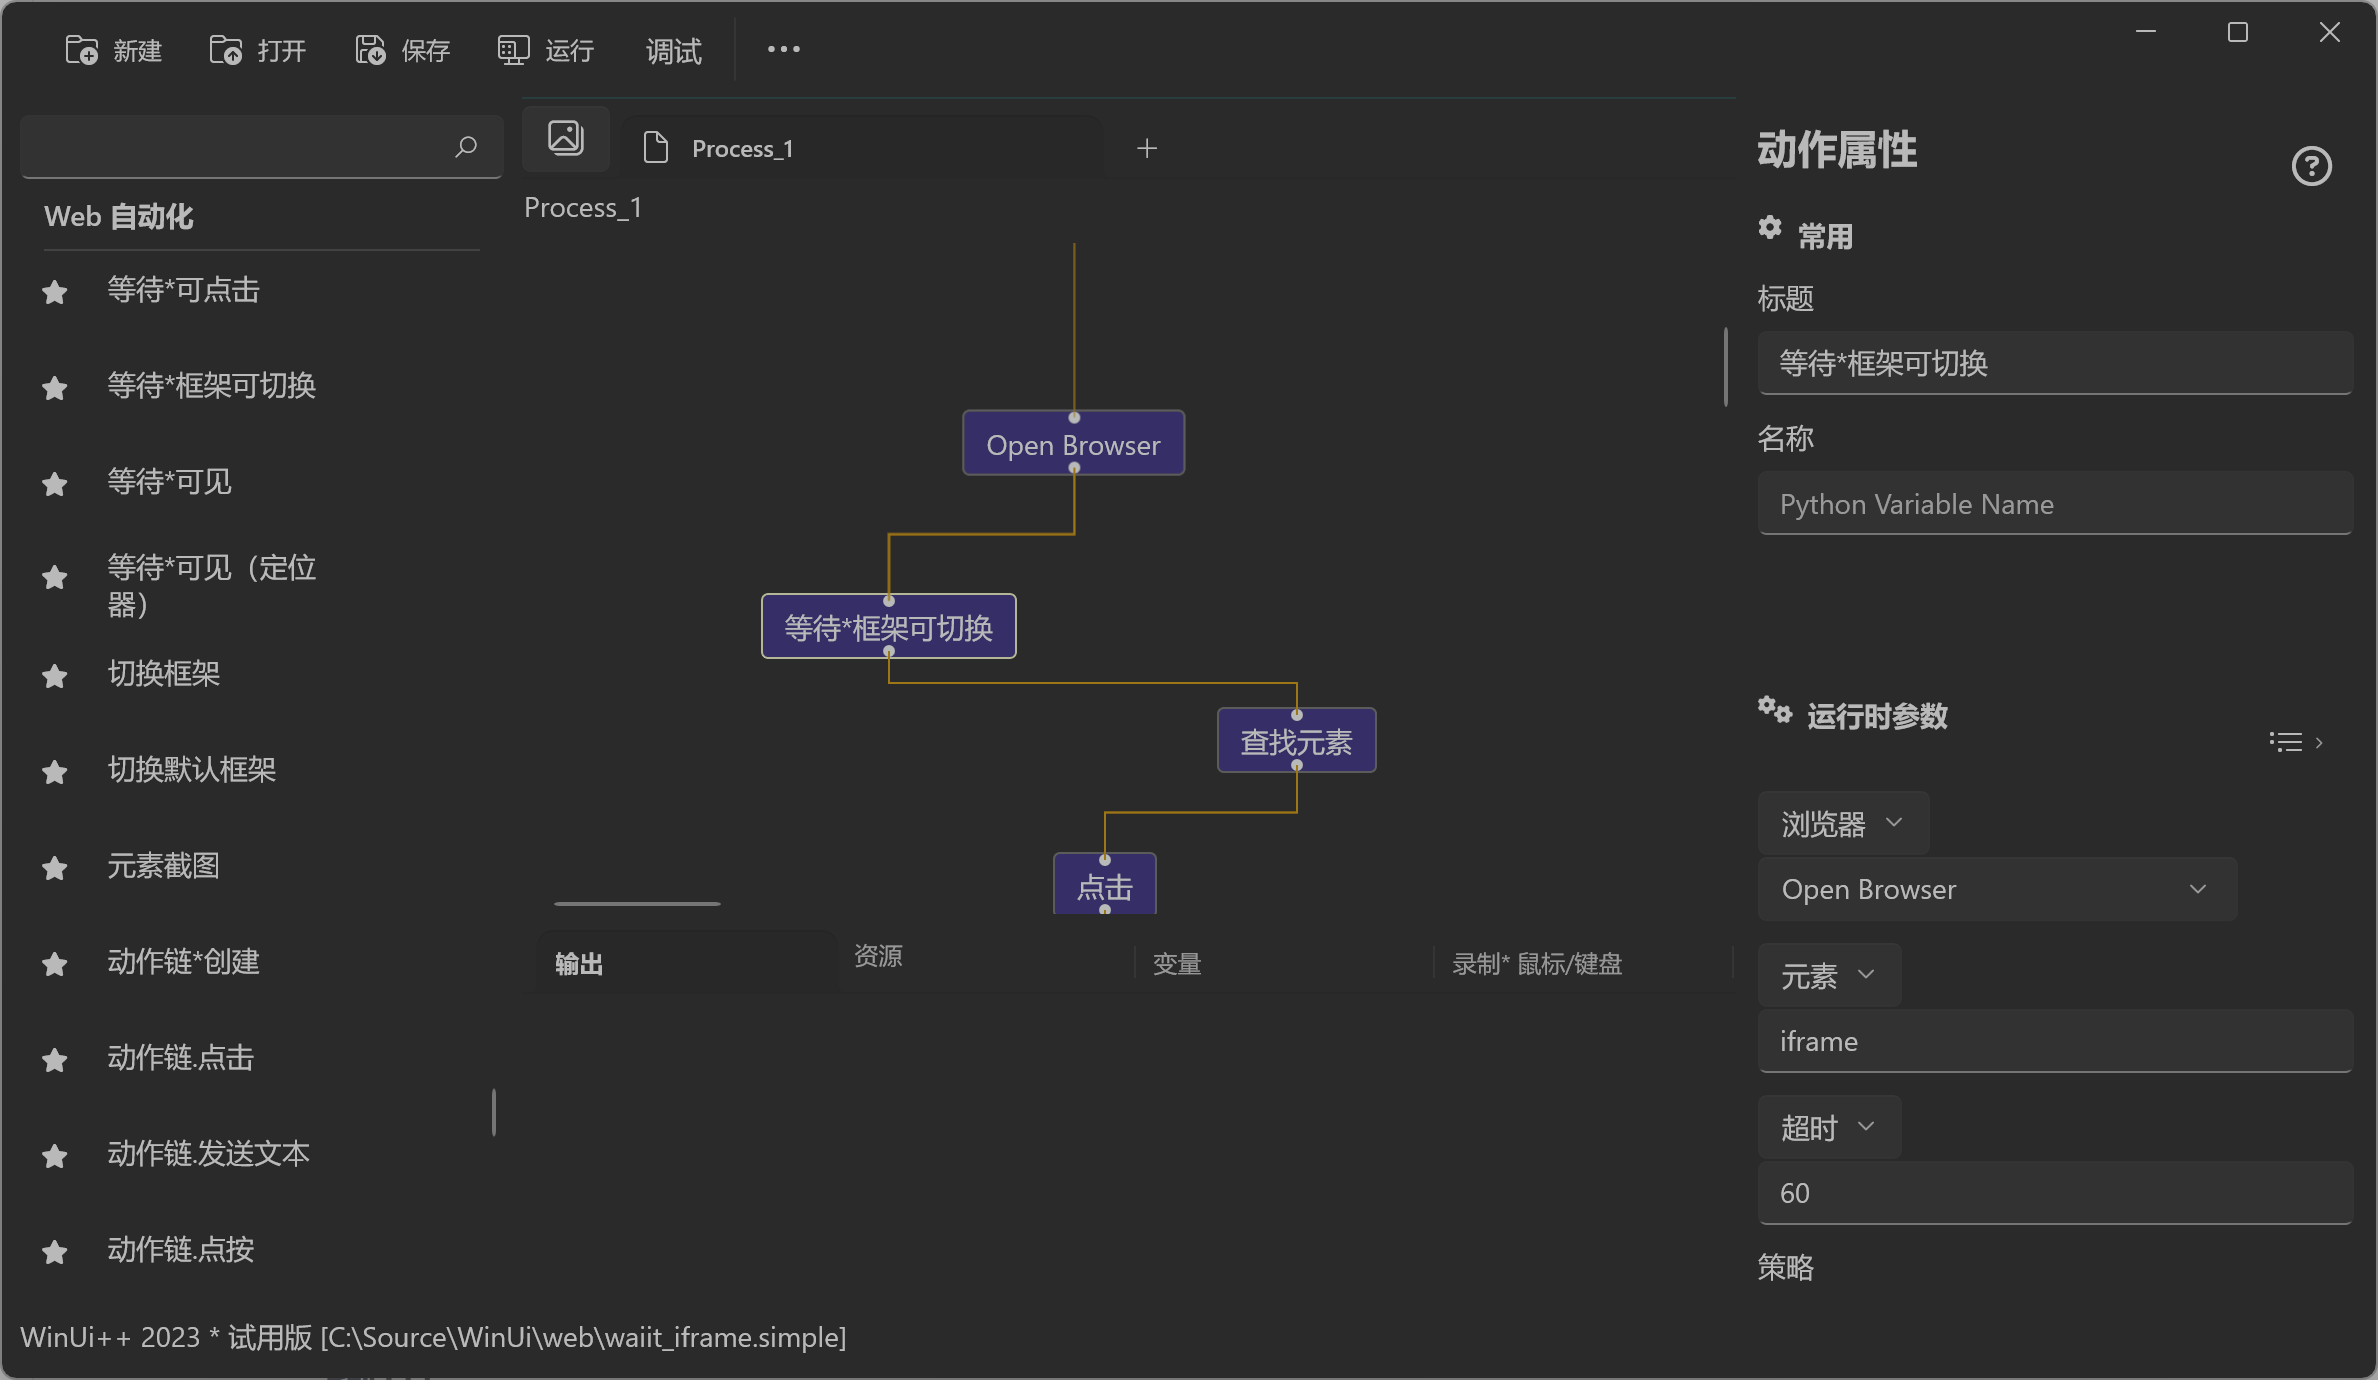 新建
打开
保存
运行
调试
Process_1
Process_1
Web 自动化
等待*可点击
等待*框架可切换
等待*可见
等待*可见（定位
器）
切换框架
切换默认框架
元素截图
动作链*创建
动作链.点击
动作链.发送文本
动作链.点按
Open Browser
等待*框架可切换
查找元素
点击
输出
资源
变量
录制* 鼠标/键盘
动作属性
常用
标题
等待*框架可切换
名称
Python Variable Name
运行时参数
浏览器
Open Browser
元素
iframe
超时
60
策略
WinUi++ 2023 * 试用版 [C:\Source\WinUi\web\waiit_iframe.simple]